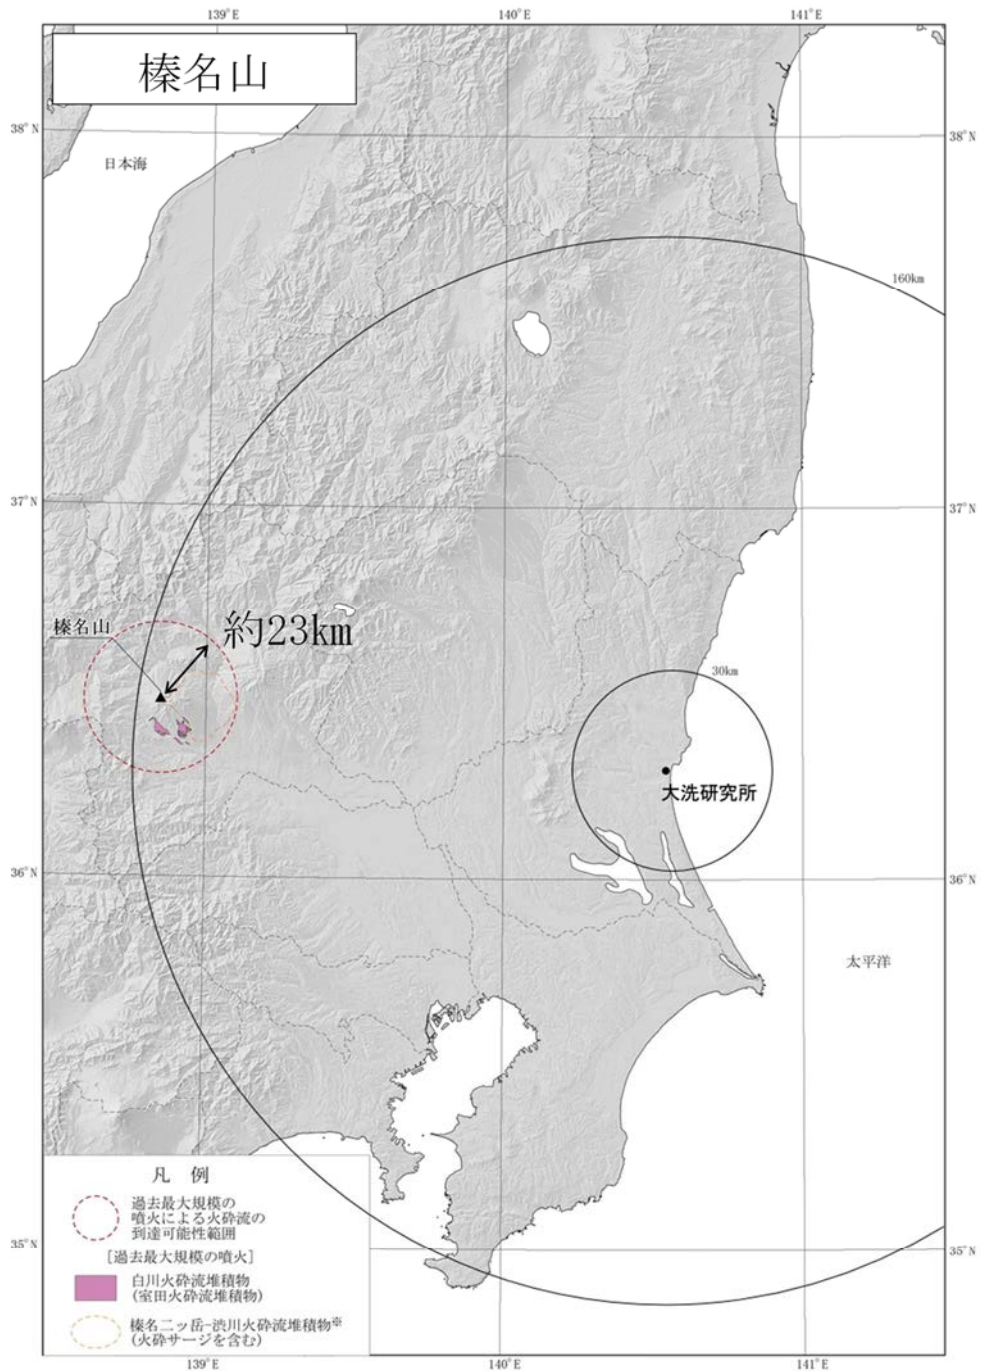 139°E
140°E
141°E
榛名山
38°N
38°N
日本海
160km
37°N
37°N
榛名山
約23km
30km
大洗研究所
36°N
36°N
太平洋
凡 例
過去最大規模の
噴火による火砕流の
到達可能性範囲
[過去最大規模の噴火]
白川火砕流堆積物
(室田火砕流堆積物)
榛名二ッ岳-渋川火砕流堆積物※
(火砕サージを含む)
35°N
35°N
139°E
140°E
141°E